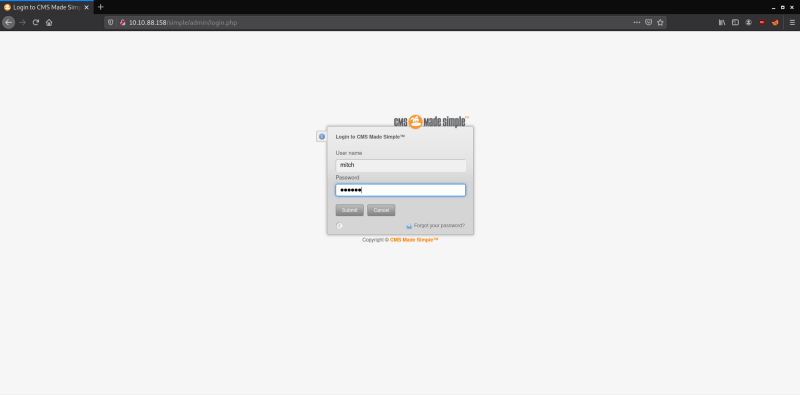 Login to CMS Made Simp
10.10.88.158/simple/admin/login.php
CMS made simple™
Login to CMS Made Simple™
User name
mitch
Password
●●●●●●
Submit Cancel
Forgot your password?
Copyright © CMS Made Simple™